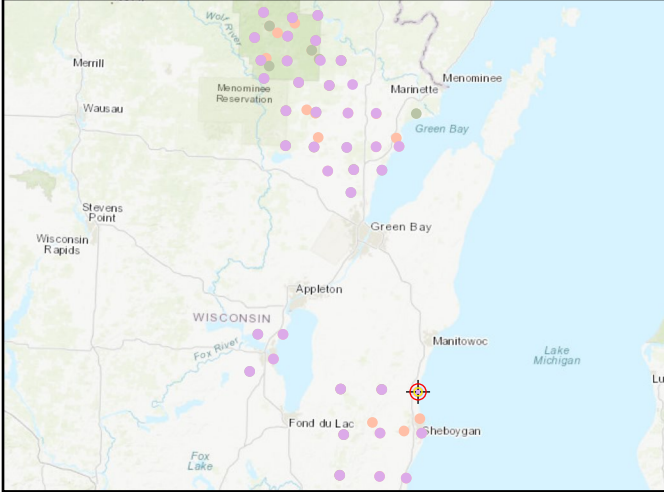 Wolf
River
Merrill
Menominee
Marinette
Menominee
Reservation
Wausau
Green Bay
Stevens
Point
Green Bay
Wisconsin
Rapids
Appleton
WISCONSIN
Manitowoc
Fox River
Lake
Michigan
Lu
Fond du Lac
Sheboygan
Fox
Lake